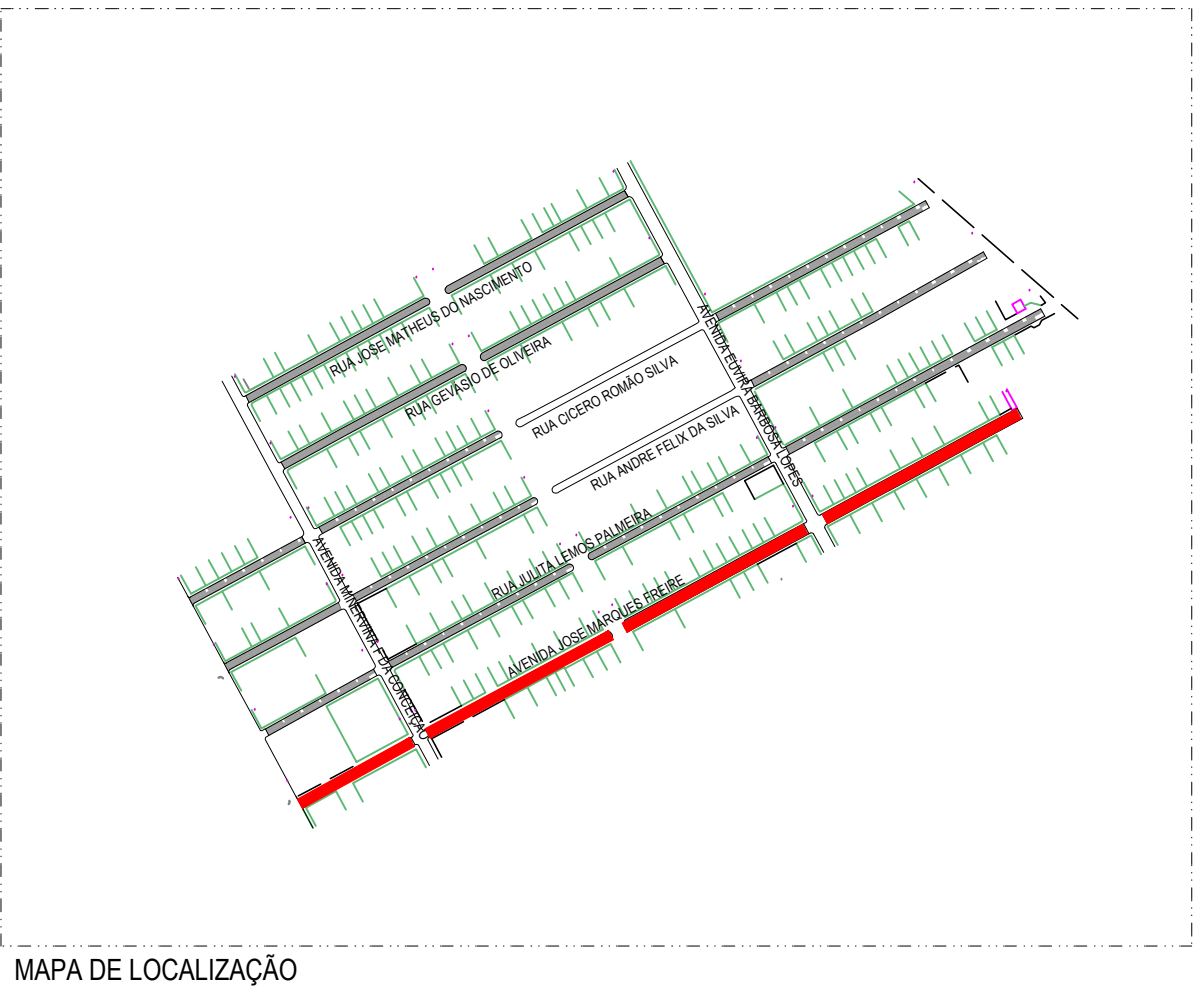 RUA JOSE MATHEUS DO NASCIMENTO
RUA GEVASIO DE OLIVEIRA
RUA CICERO ROMÃO SILVA
AVENIDA ELVIRA BARBOSA LOPES
RUA ANDRE FELIX DA SILVA
RUA JULITA LEMOS PALMEIRA
AVENIDA MINERVINA F DA CONCEIÇÃO
AVENIDA JOSE MARQUES FREIRE
MAPA DE LOCALIZAÇÃO